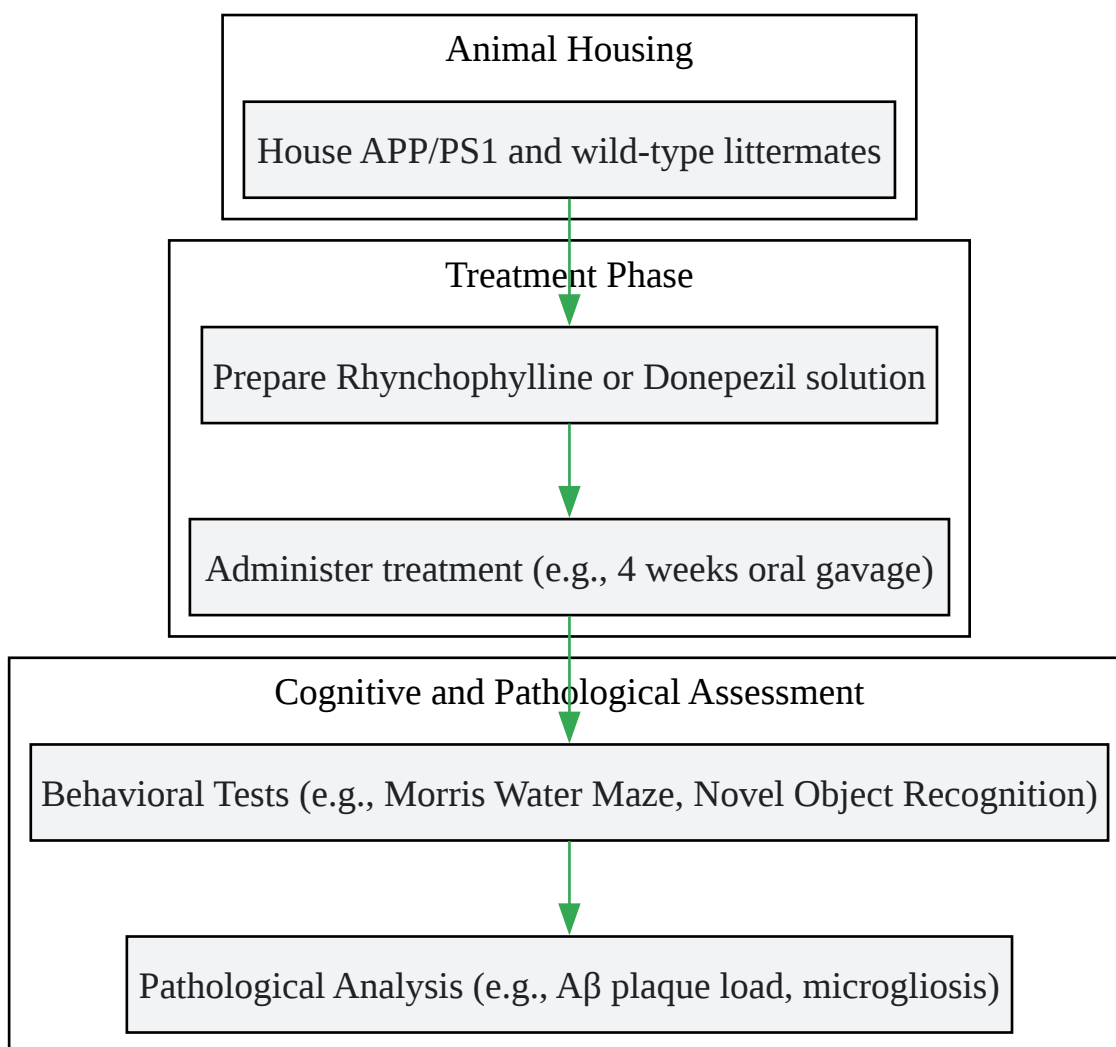 Animal Housing
House APP/PS1 and wild-type littermates
Treatment Phase
Prepare Rhynchophylline or Donepezil solution
Administer treatment (e.g., 4 weeks oral gavage)
Cognitive and Pathological Assessment
Behavioral Tests (e.g., Morris Water Maze, Novel Object Recognition)
Pathological Analysis (e.g., Aβ plaque load, microgliosis)